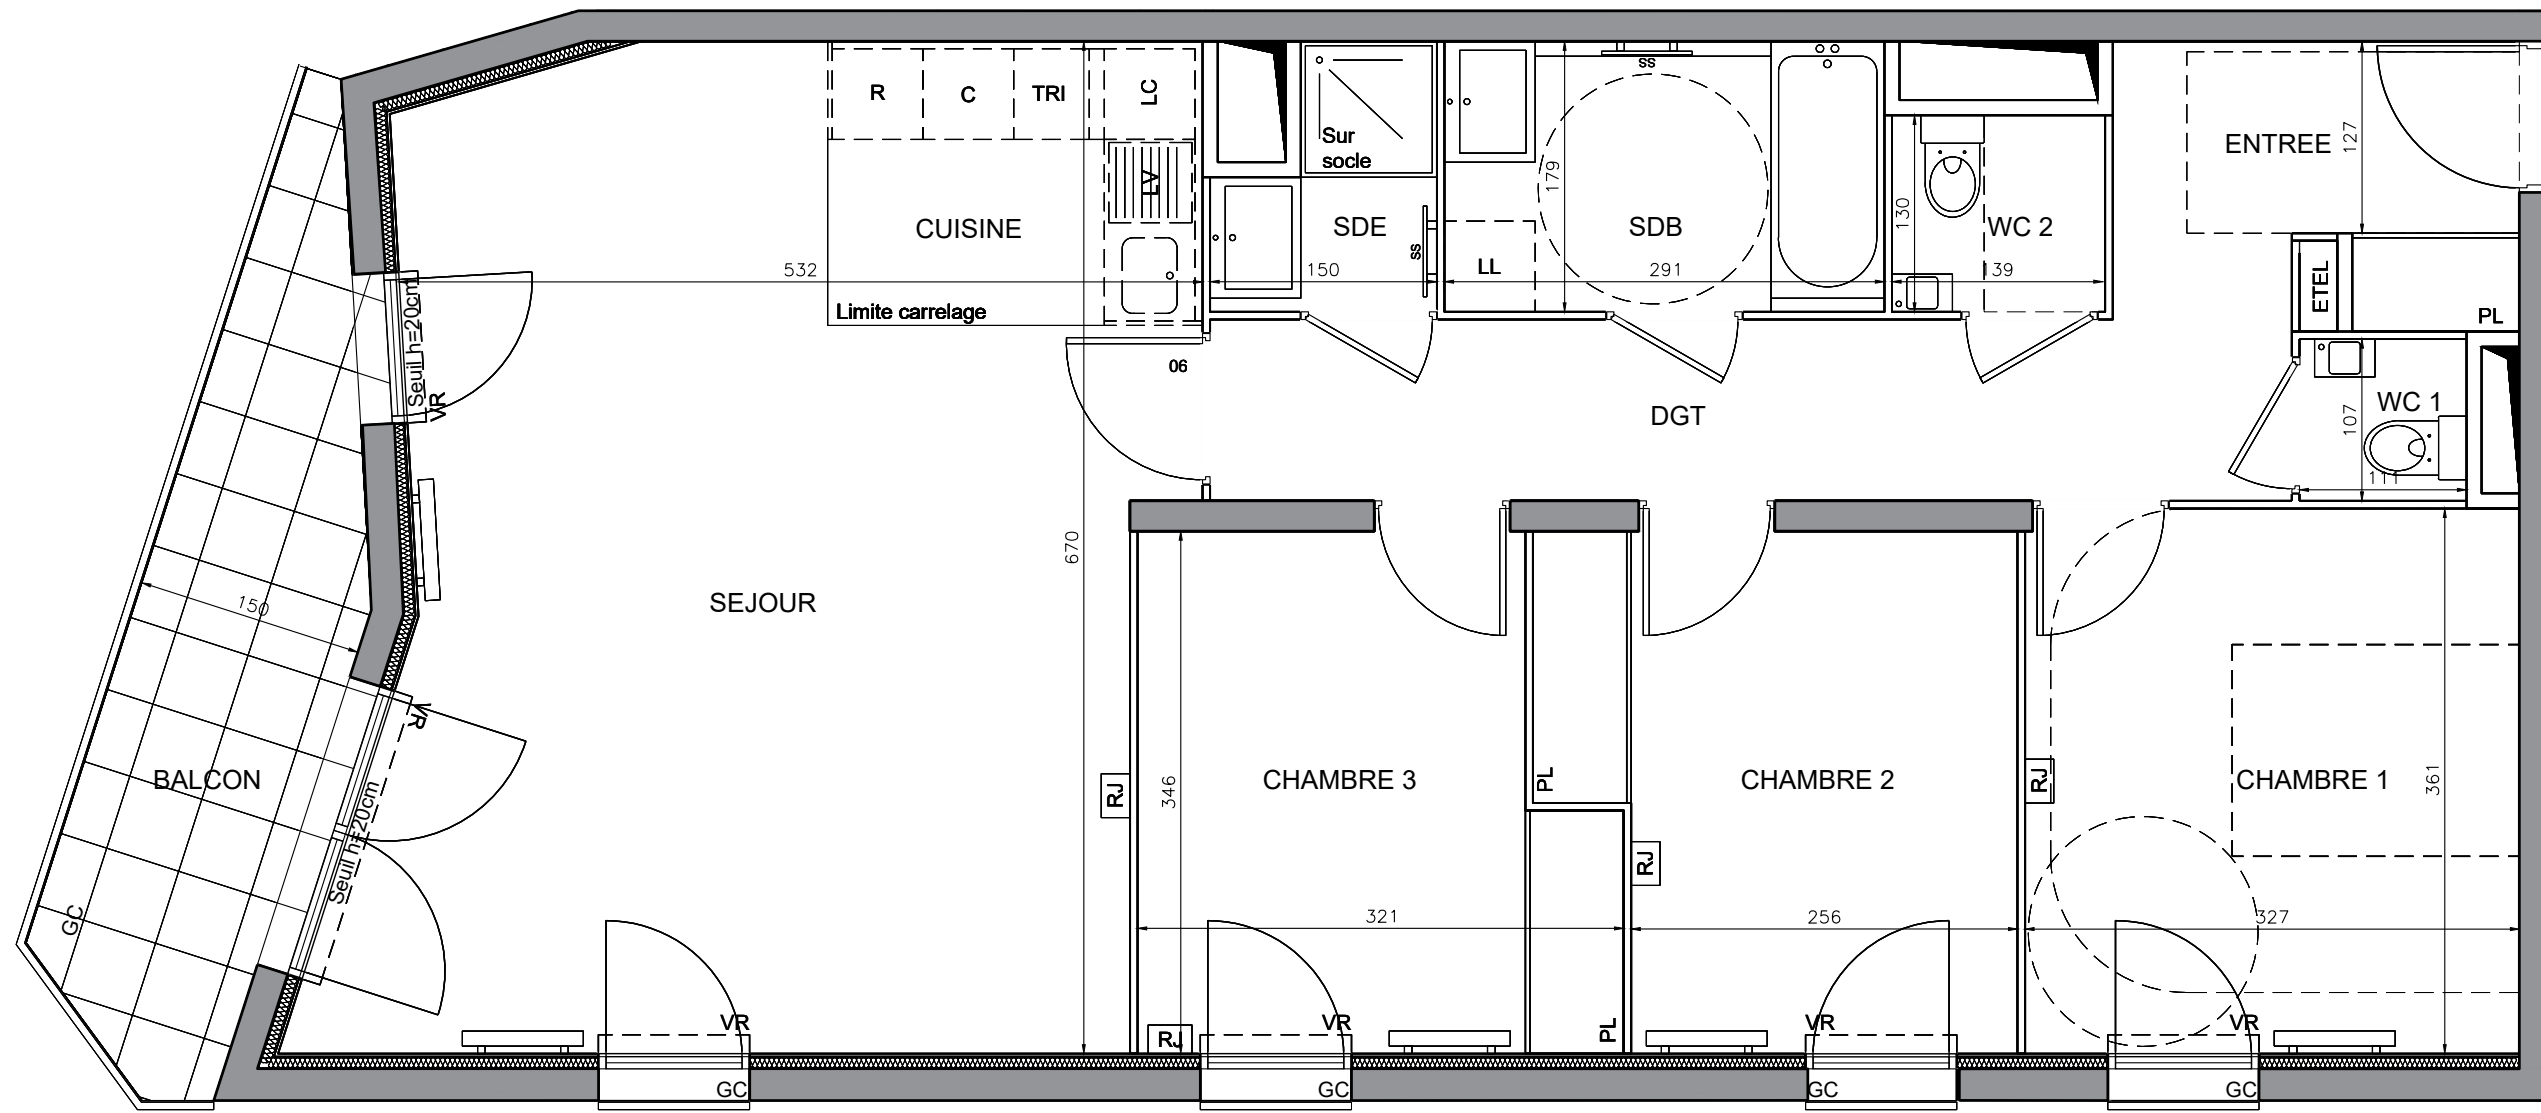 R
C
TRI
LC
LV
CUISINE
532
Limite carrelage
Sur
socle
SDE
SS
150
SS
179
SDB
LL
291
130
WC 2
139
ENTREE
127
ETEL
PL
WC 1
107
111
06
DGT
Seuil h=20cm
VR
670
SEJOUR
150
BALCON
GC
VR
Seuil h=20cm
RJ
346
CHAMBRE 3
PL
321
RJ
VR
GC
VR
GC
PL
RJ
CHAMBRE 2
256
VR
GC
RJ
CHAMBRE 1
361
327
VR
GC